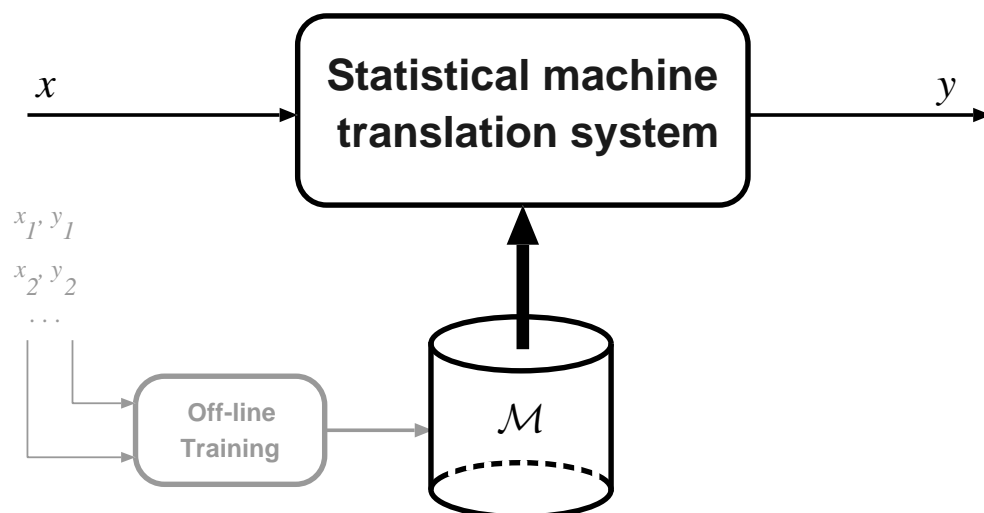 x
Statistical machine
translation system
y
x₁, y₁
x₂, y₂
. . .
Off-line
Training
ℳ